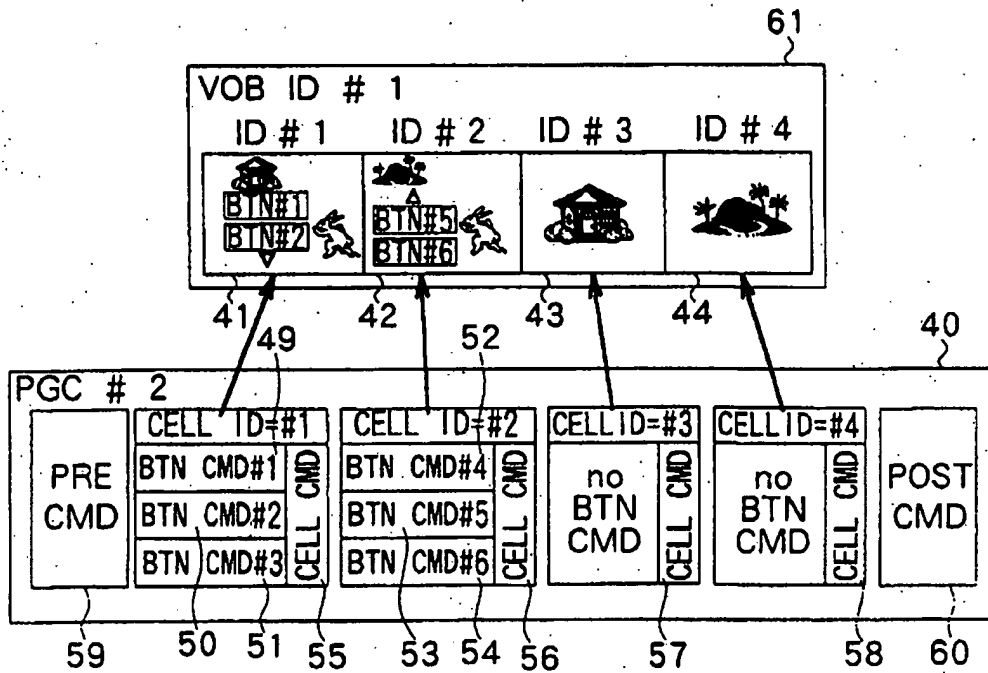 61
VOB ID # 1
ID # 1 ID # 2 ID # 3 ID # 4
BTN#1
BTN#2
BTN#5
BTN#6
41 42 43 44
49 52 40
PGC # 2
PRE
CMD
CELL ID=#1
BTN CMD#1
BTN CMD#2
BTN CMD#3
CELL CMD
CELL ID=#2
BTN CMD#4
BTN CMD#5
BTN CMD#6
CELL CMD
CELLID=#3
no
BTN
CMD
CELL CMD
CELLID=#4
no
BTN
CMD
CELL CMD
POST
CMD
59 50 51 55 53 54 56 57 58 60